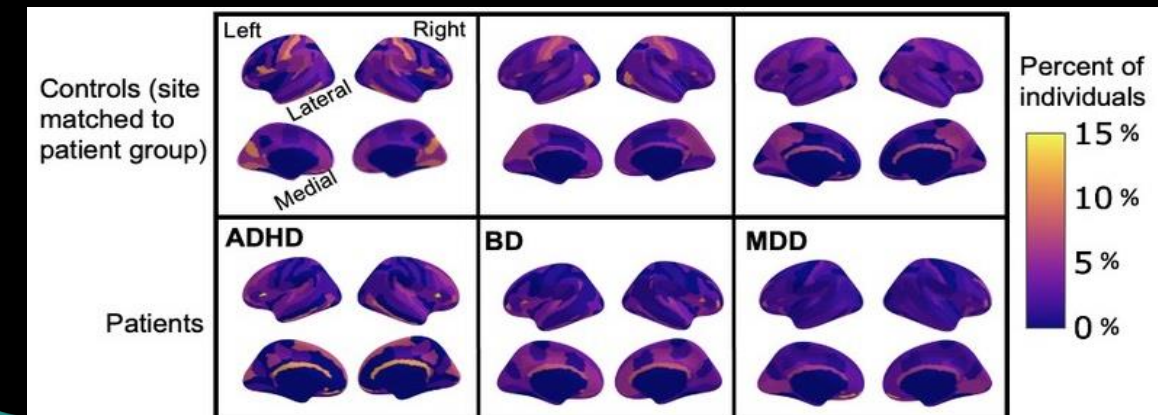 Controls (site
matched to
patient group)
Left
Right
Lateral
Medial
Percent of
individuals
15 %
10 %
5 %
0 %
ADHD
BD
MDD
Patients